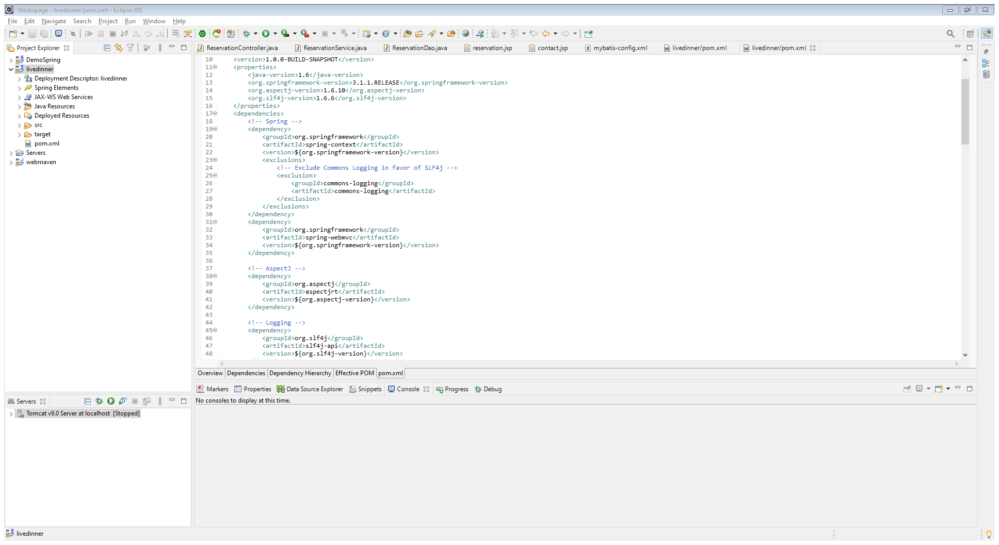 Workspage - livedinner/pom.xml - Eclipse IDE
File Edit Navigate Search Project Run Window Help
Project Explorer
DemoSpring
livedinner
Deployment Descriptor: livedinner
Spring Elements
JAX-WS Web Services
Java Resources
Deployed Resources
src
target
pom.xml
Servers
webmaven
ReservationController.java ReservationService.java ReservationDao.java reservation.jsp contact.jsp mybatis-config.xml livedinner/pom.xml livedinner/pom.xml
10 <version>1.0.0-BUILD-SNAPSHOT</version>
11 <properties>
12 <java-version>1.6</java-version>
13 <org.springframework-version>3.1.1.RELEASE</org.springframework-version>
14 <org.aspectj-version>1.6.10</org.aspectj-version>
15 <org.slf4j-version>1.6.6</org.slf4j-version>
16 </properties>
17 <dependencies>
18 <!-- Spring -->
19 <dependency>
20 <groupId>org.springframework</groupId>
21 <artifactId>spring-context</artifactId>
22 <version>${org.springframework-version}</version>
23 <exclusions>
24 <!-- Exclude Commons Logging in favor of SLF4j -->
25 <exclusion>
26 <groupId>commons-logging</groupId>
27 <artifactId>commons-logging</artifactId>
28 </exclusion>
29 </exclusions>
30 </dependency>
31 <dependency>
32 <groupId>org.springframework</groupId>
33 <artifactId>spring-webmvc</artifactId>
34 <version>${org.springframework-version}</version>
35 </dependency>
36
37 <!-- AspectJ -->
38 <dependency>
39 <groupId>org.aspectj</groupId>
40 <artifactId>aspectjrt</artifactId>
41 <version>${org.aspectj-version}</version>
42 </dependency>
43
44 <!-- Logging -->
45 <dependency>
46 <groupId>org.slf4j</groupId>
47 <artifactId>slf4j-api</artifactId>
48 <version>${org.slf4j-version}</version>
Overview Dependencies Dependency Hierarchy Effective POM pom.xml
Markers Properties Data Source Explorer Snippets Console Progress Debug
No consoles to display at this time.
Servers
Tomcat v9.0 Server at localhost [Stopped]
livedinner